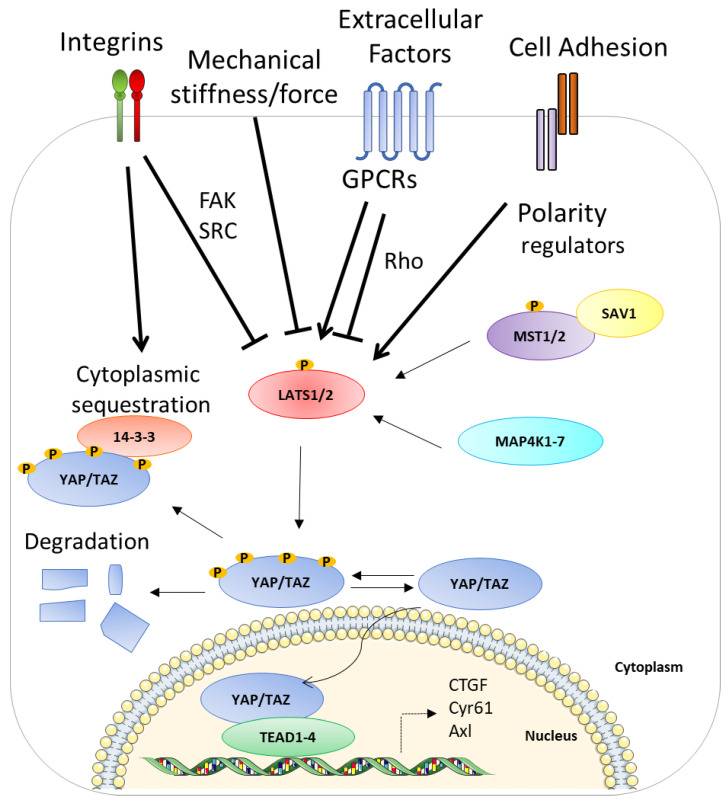 Integrins
Mechanical
stiffness/force
Extracellular
Factors
Cell Adhesion
GPCRs
FAK
SRC
Rho
Polarity
regulators
P
MST1/2
SAV1
P
LATS1/2
MAP4K1-7
Cytoplasmic
sequestration
14-3-3
P
P
P
P
YAP/TAZ
Degradation
P
P
P
P
YAP/TAZ
YAP/TAZ
Cytoplasm
YAP/TAZ
TEAD1-4
CTGF
Cyr61
Axl
Nucleus